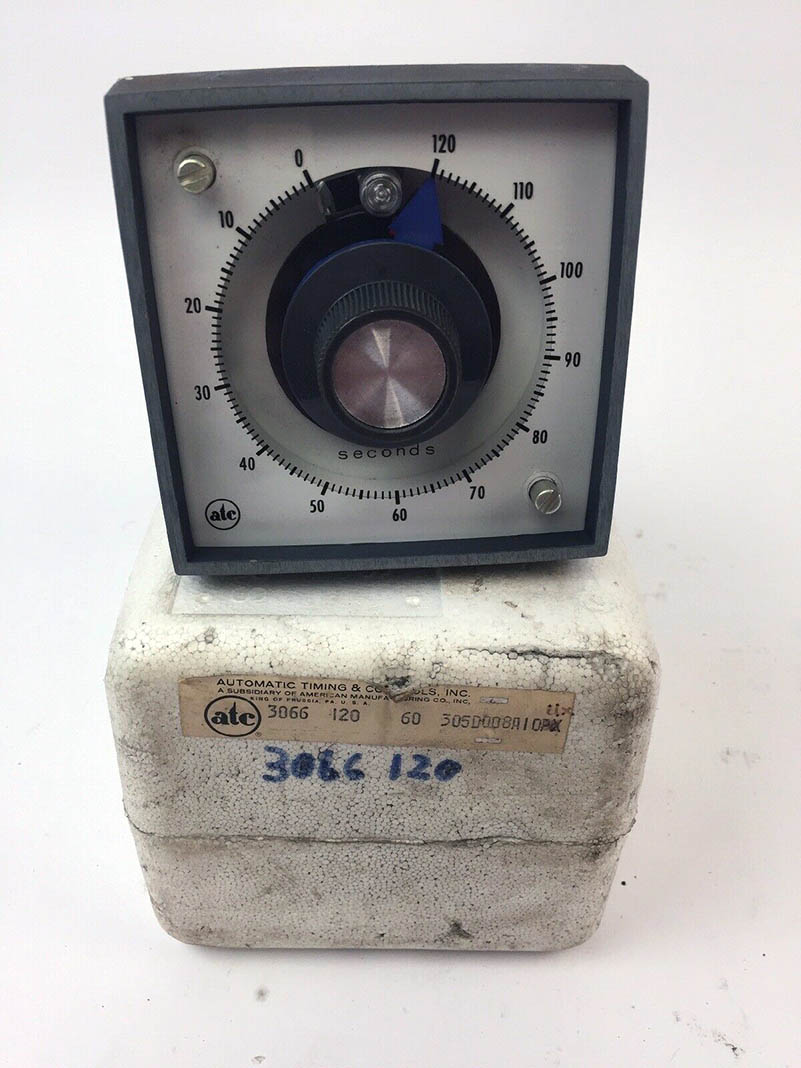 0
120
110
100
90
80
70
60
50
40
30
20
10
seconds
atc
AUTOMATIC TIMING & CONTROLS, INC.
A SUBSIDIARY OF AMERICAN MANUFACTURING CO., INC.
KING OF PRUSSIA, PA. U. S. A.
atc 3066 120 60
3066 120